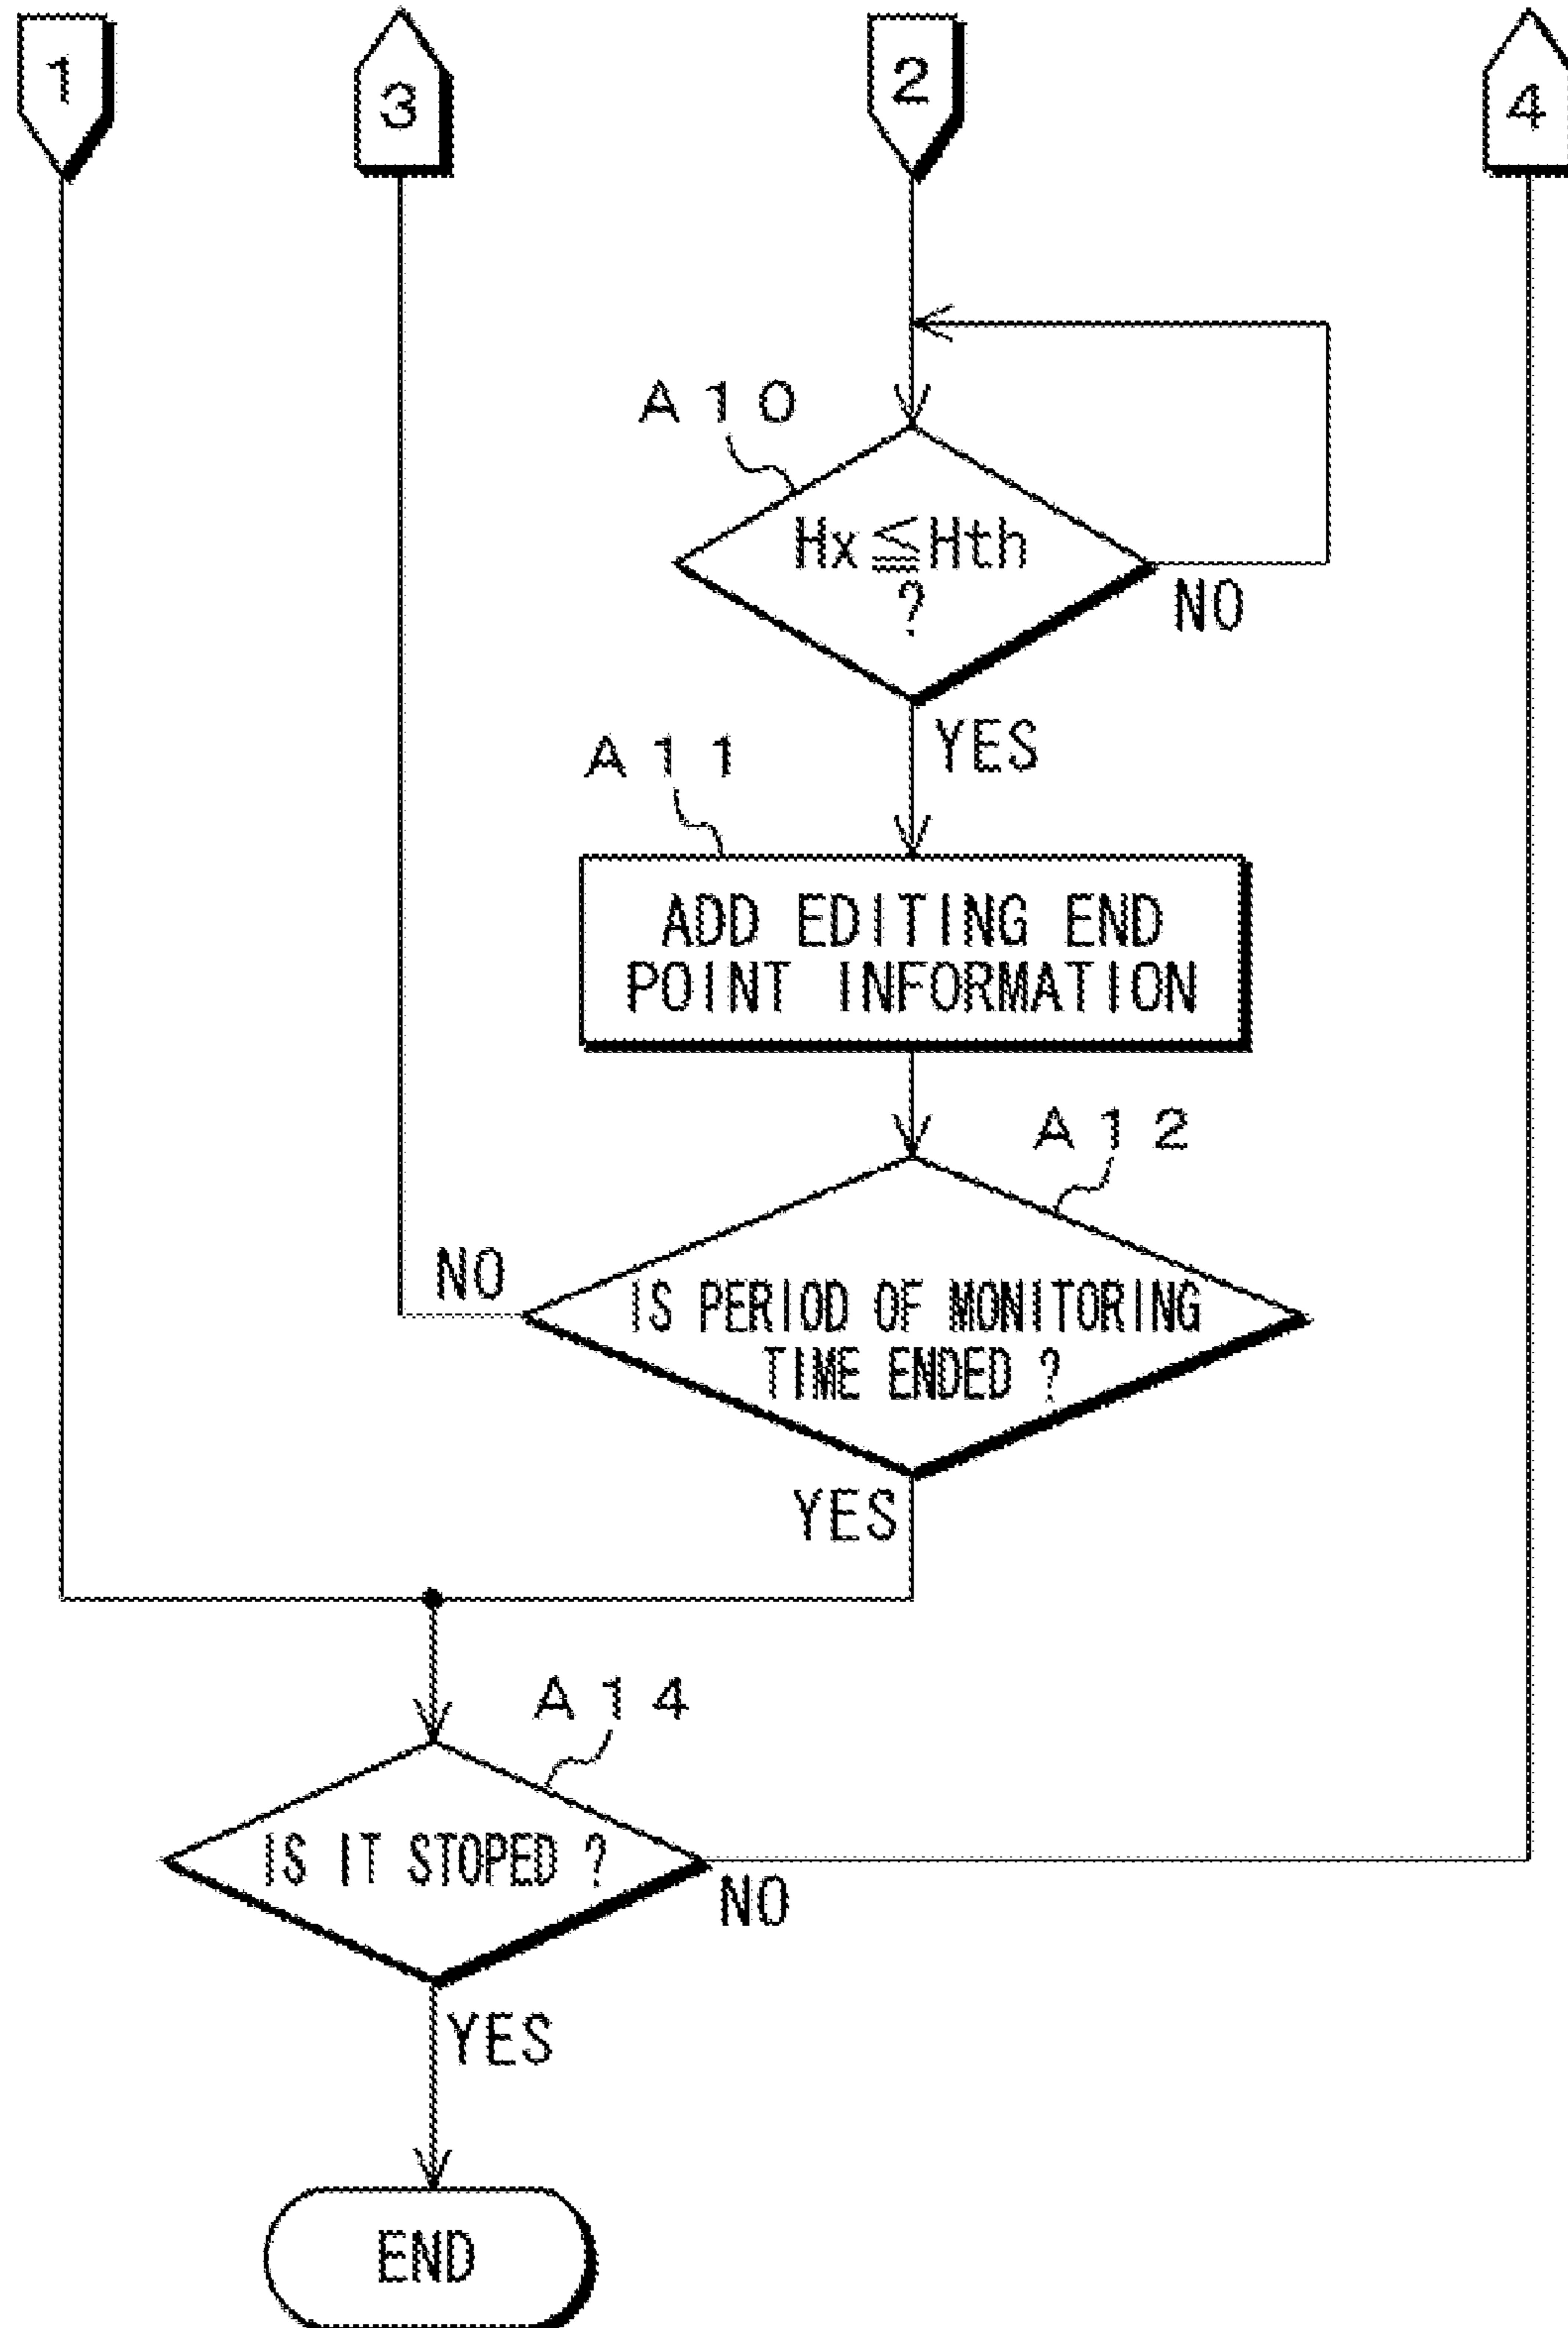 1
3
2
4
A10
Hx≦Hth
?
NO
YES
A11
ADD EDITING END
POINT INFORMATION
A12
NO
IS PERIOD OF MONITORING
TIME ENDED ?
YES
A14
IS IT STOPED ?
NO
YES
END